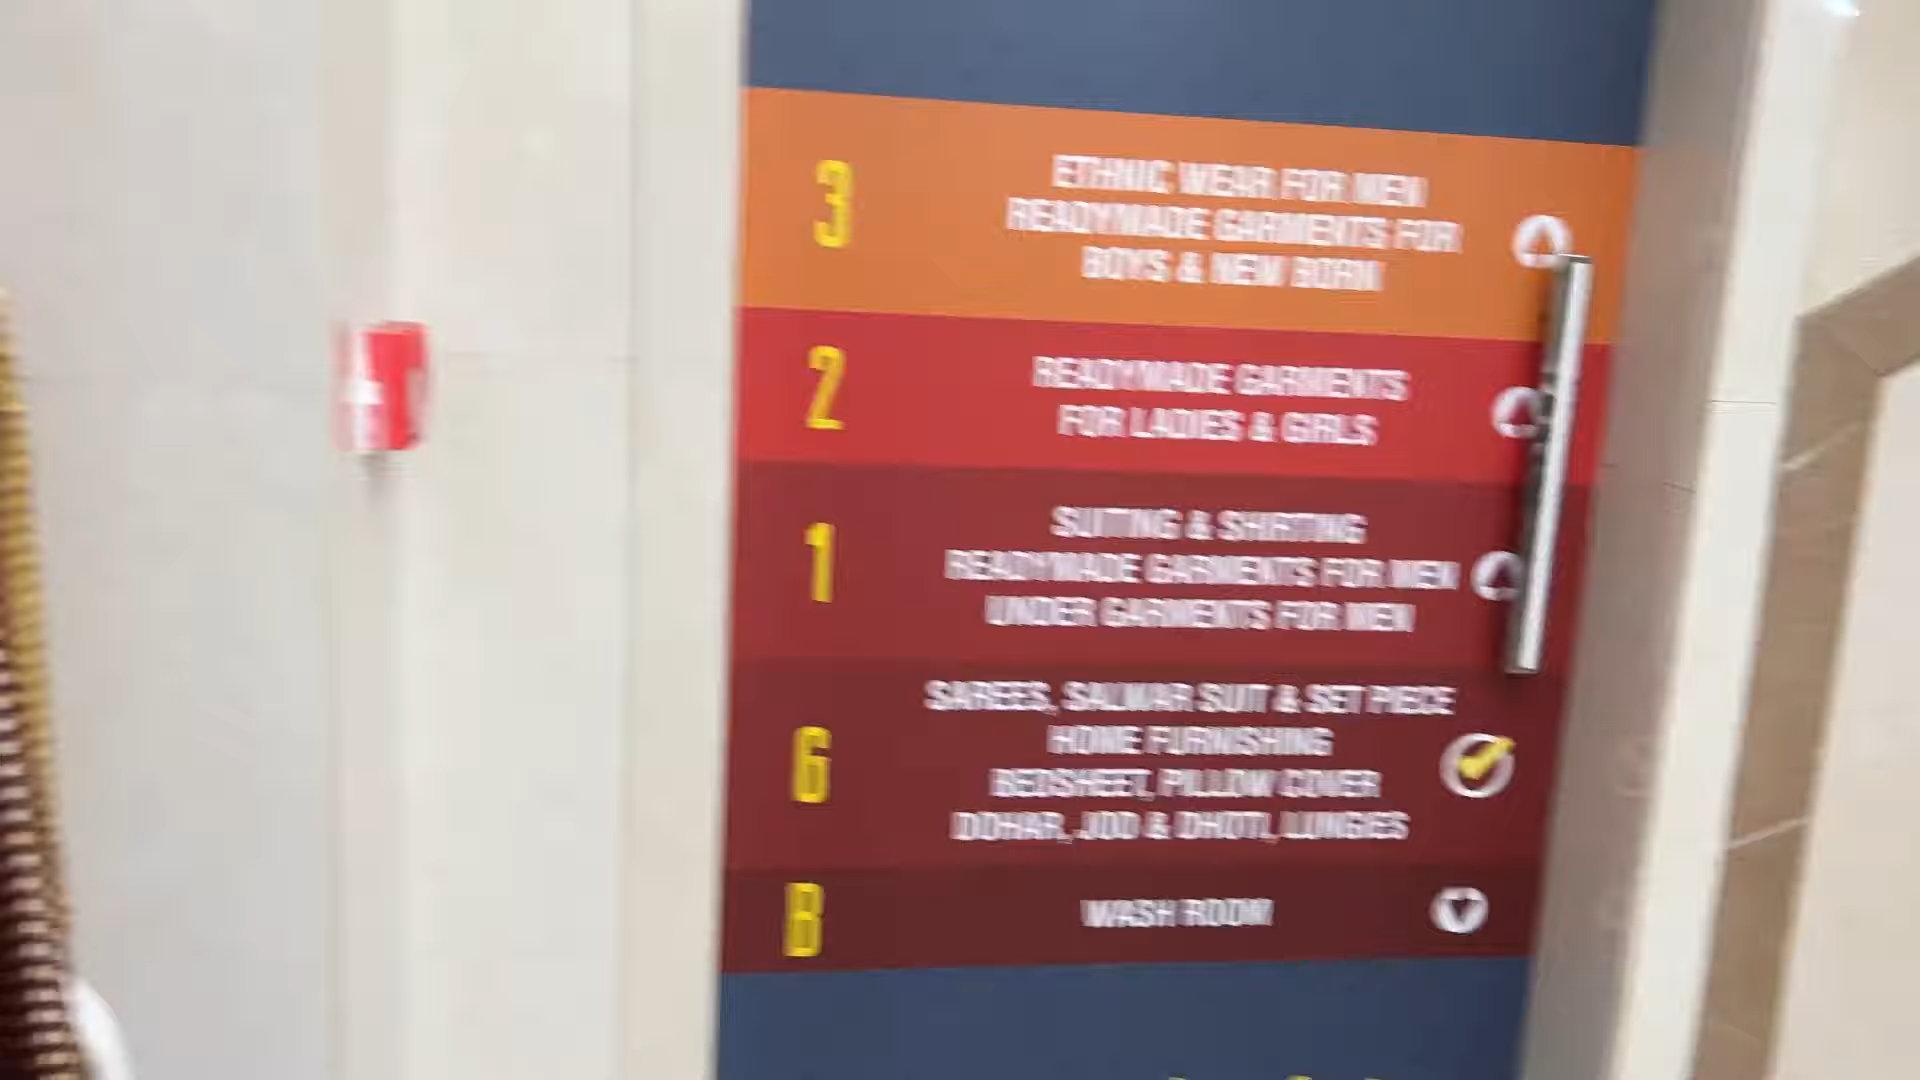 3
ETHNIC WEAR FOR MEN
READYMADE GARMENTS FOR
BOYS & NEW BORN
2
READYMADE GARMENTS
FOR LADIES & GIRLS
1
SUITING & SHIRTING
READYMADE GARMENTS FOR MEN
UNDER GARMENTS FOR MEN
G
SAREES, SALWAR SUIT & SET PIECE
HOME FURNISHING
BEDSHEET, PILLOW COVER
DOHAR, JOD & DHOTI, LUNGIES
B
WASH ROOM